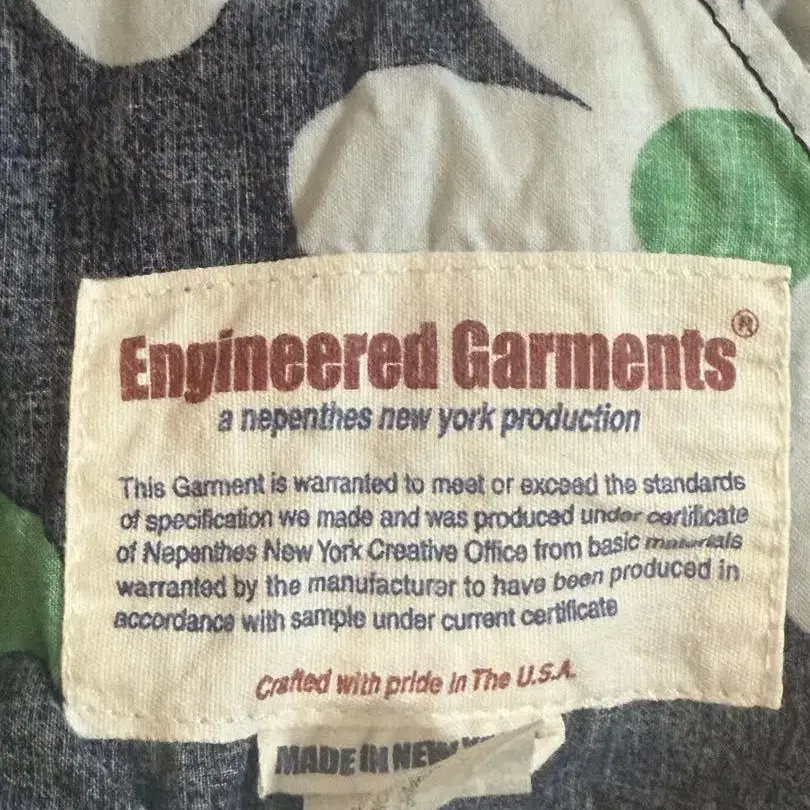 Engineered Garments®
a nepenthes new york production
This Garment is warranted to meet or exceed the standards
of specification we made and was produced under certificate
of Nepenthes New York Creative Office from basic materials
warranted by the manufacturer to have been produced in
accordance with sample under current certificate
Crafted with pride in The U.S.A.
MADE IN NEW